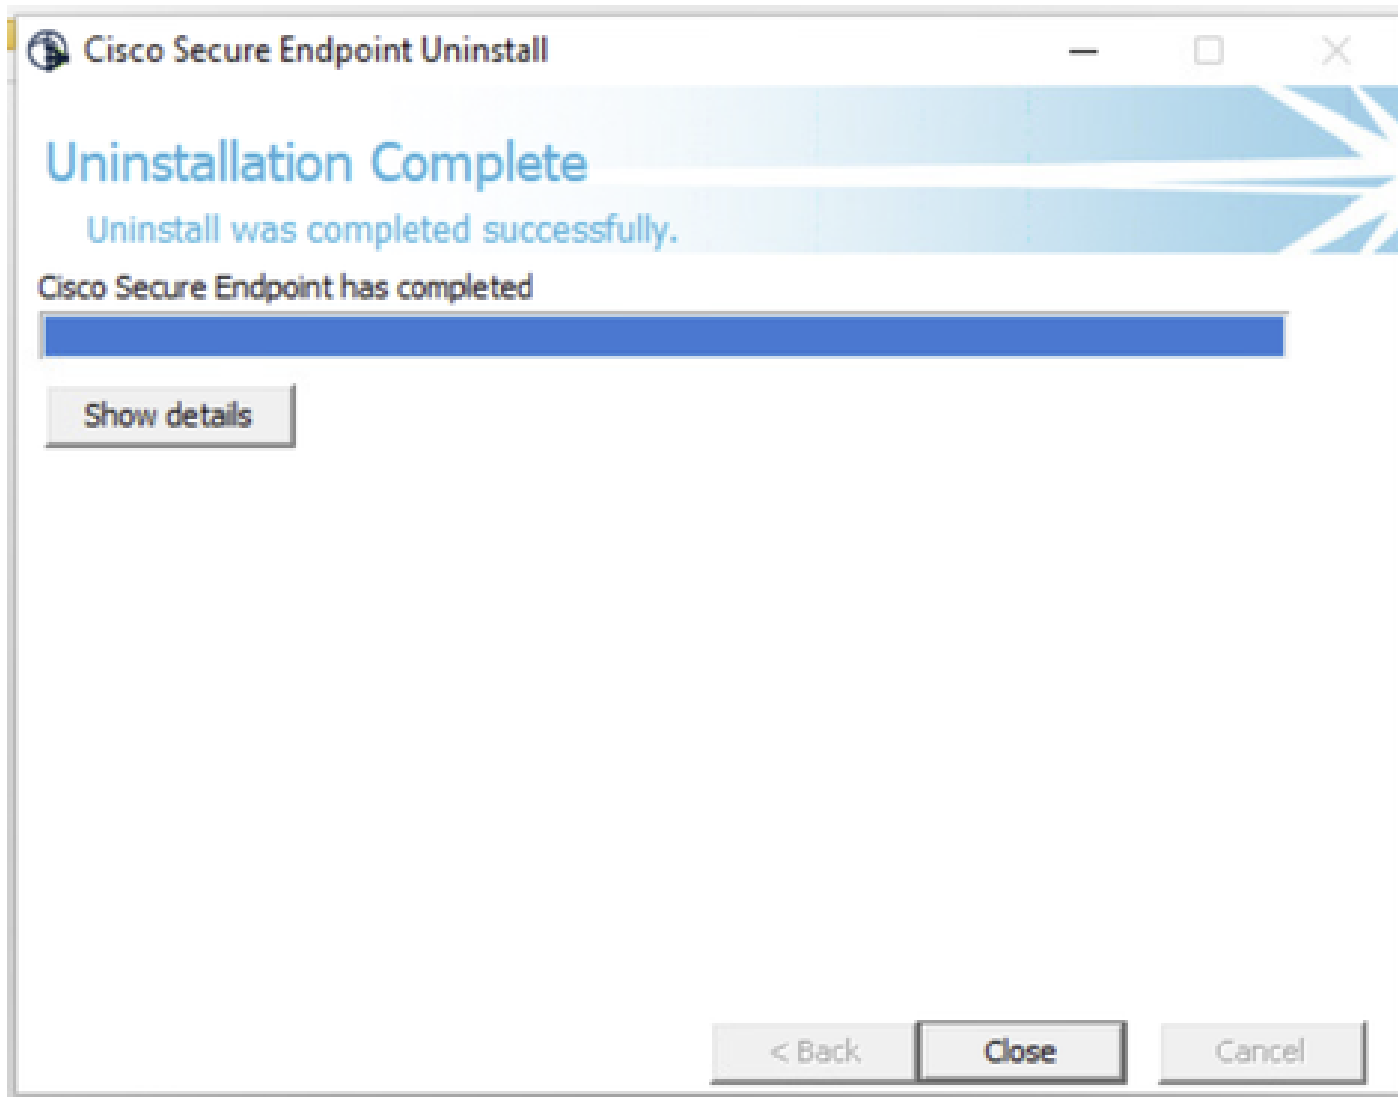 Cisco Secure Endpoint Uninstall
Uninstallation Complete
Uninstall was completed successfully.
Cisco Secure Endpoint has completed
Show details
< Back
Close
Cancel